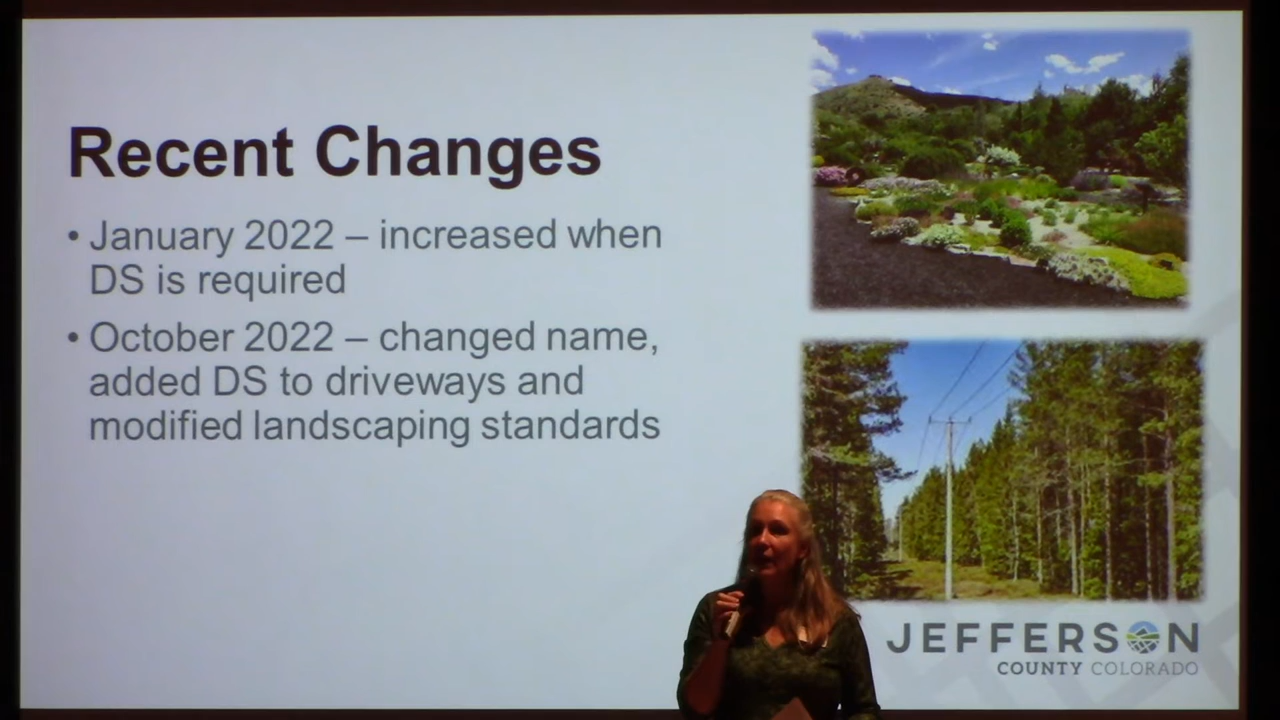 Recent Changes
• January 2022 – increased when
DS is required
• October 2022 – changed name,
added DS to driveways and
modified landscaping standards
JEFFERSON
COUNTY COLORADO